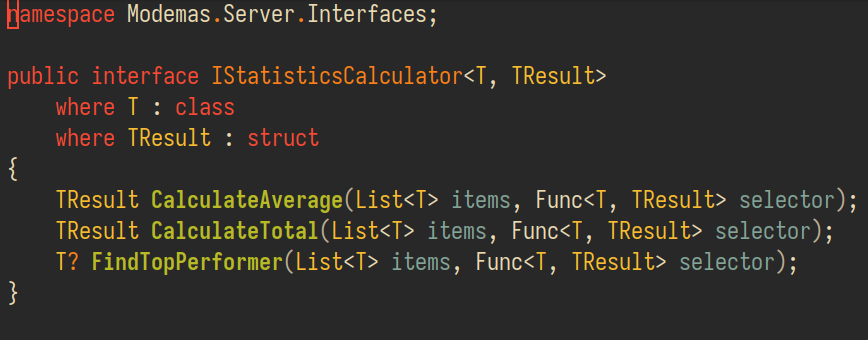 namespace Modemas.Server.Interfaces;
public interface IStatisticsCalculator<T, TResult>
where T : class
where TResult : struct
{
TResult CalculateAverage(List<T> items, Func<T, TResult> selector);
TResult CalculateTotal(List<T> items, Func<T, TResult> selector);
T? FindTopPerformer(List<T> items, Func<T, TResult> selector);
}